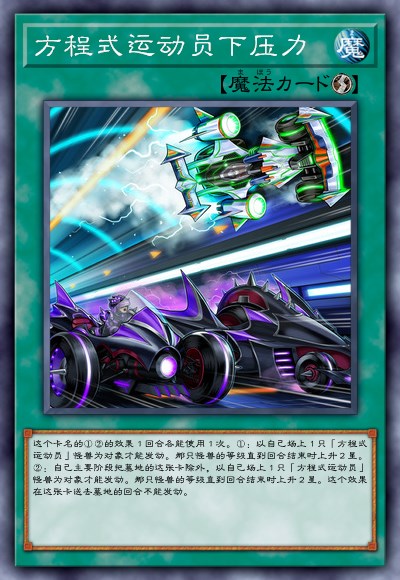 方程式运动员下压力
魔
【魔法カード】
まほう
这个卡名的①②的效果1回合各能使用1次。①：以自己场上1只「方程式
运动员」怪兽为对象才能发动。那只怪兽的等级直到回合结束时上升2星。
②：自己主要阶段把墓地的这张卡除外，以自己场上1只「方程式运动员」
怪兽为对象才能发动。那只怪兽的等级直到回合结束时上升2星。这个效果
在这张卡送去墓地的回合不能发动。